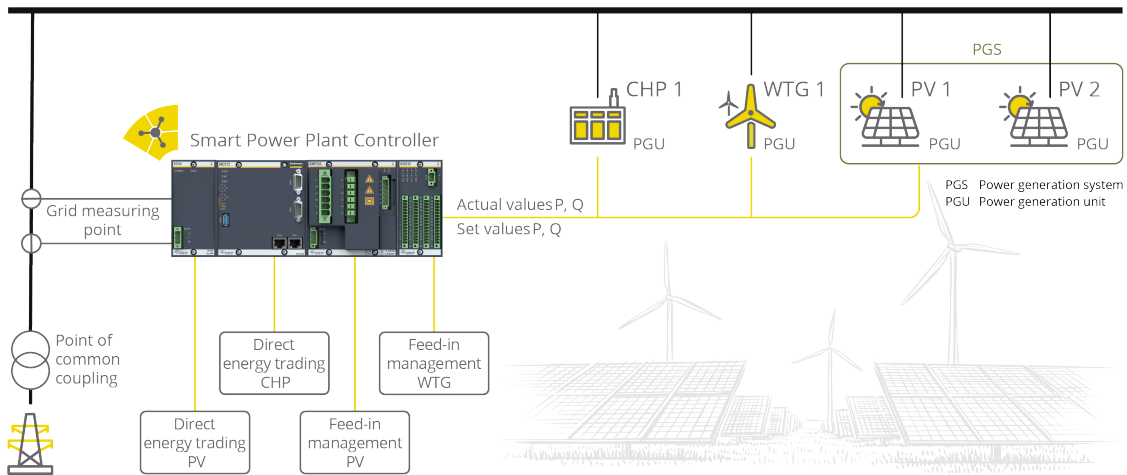 PGS
CHP 1
PGU
WTG 1
PGU
PV 1
PGU
PV 2
PGU
Smart Power Plant Controller
PGS Power generation system
PGU Power generation unit
Grid measuring
point
Actual values P, Q
Set values P, Q
Point of
common
coupling
Direct
energy trading
CHP
Feed-in
management
WTG
Direct
energy trading
PV
Feed-in
management
PV